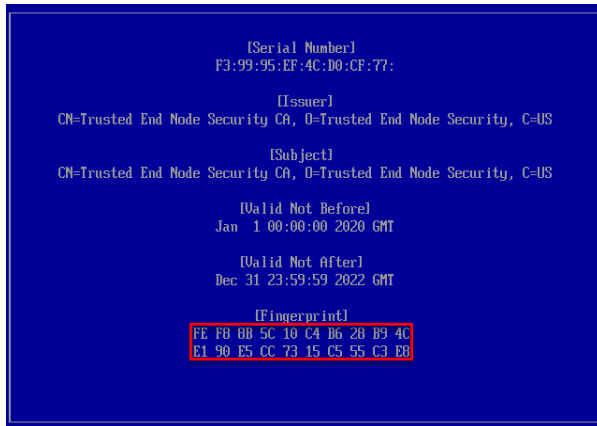 [Serial Number]
F3:99:95:EF:4C:D0:CF:77:
[Issuer]
CN=Trusted End Node Security CA, O=Trusted End Node Security, C=US
[Subject]
CN=Trusted End Node Security CA, O=Trusted End Node Security, C=US
[Valid Not Before]
Jan  1 00:00:00 2020 GMT
[Valid Not After]
Dec 31 23:59:59 2022 GMT
[Fingerprint]
FE F8 8B 5C 10 C4 B6 28 B9 4C
E1 90 E5 CC 73 15 C5 55 C3 E8